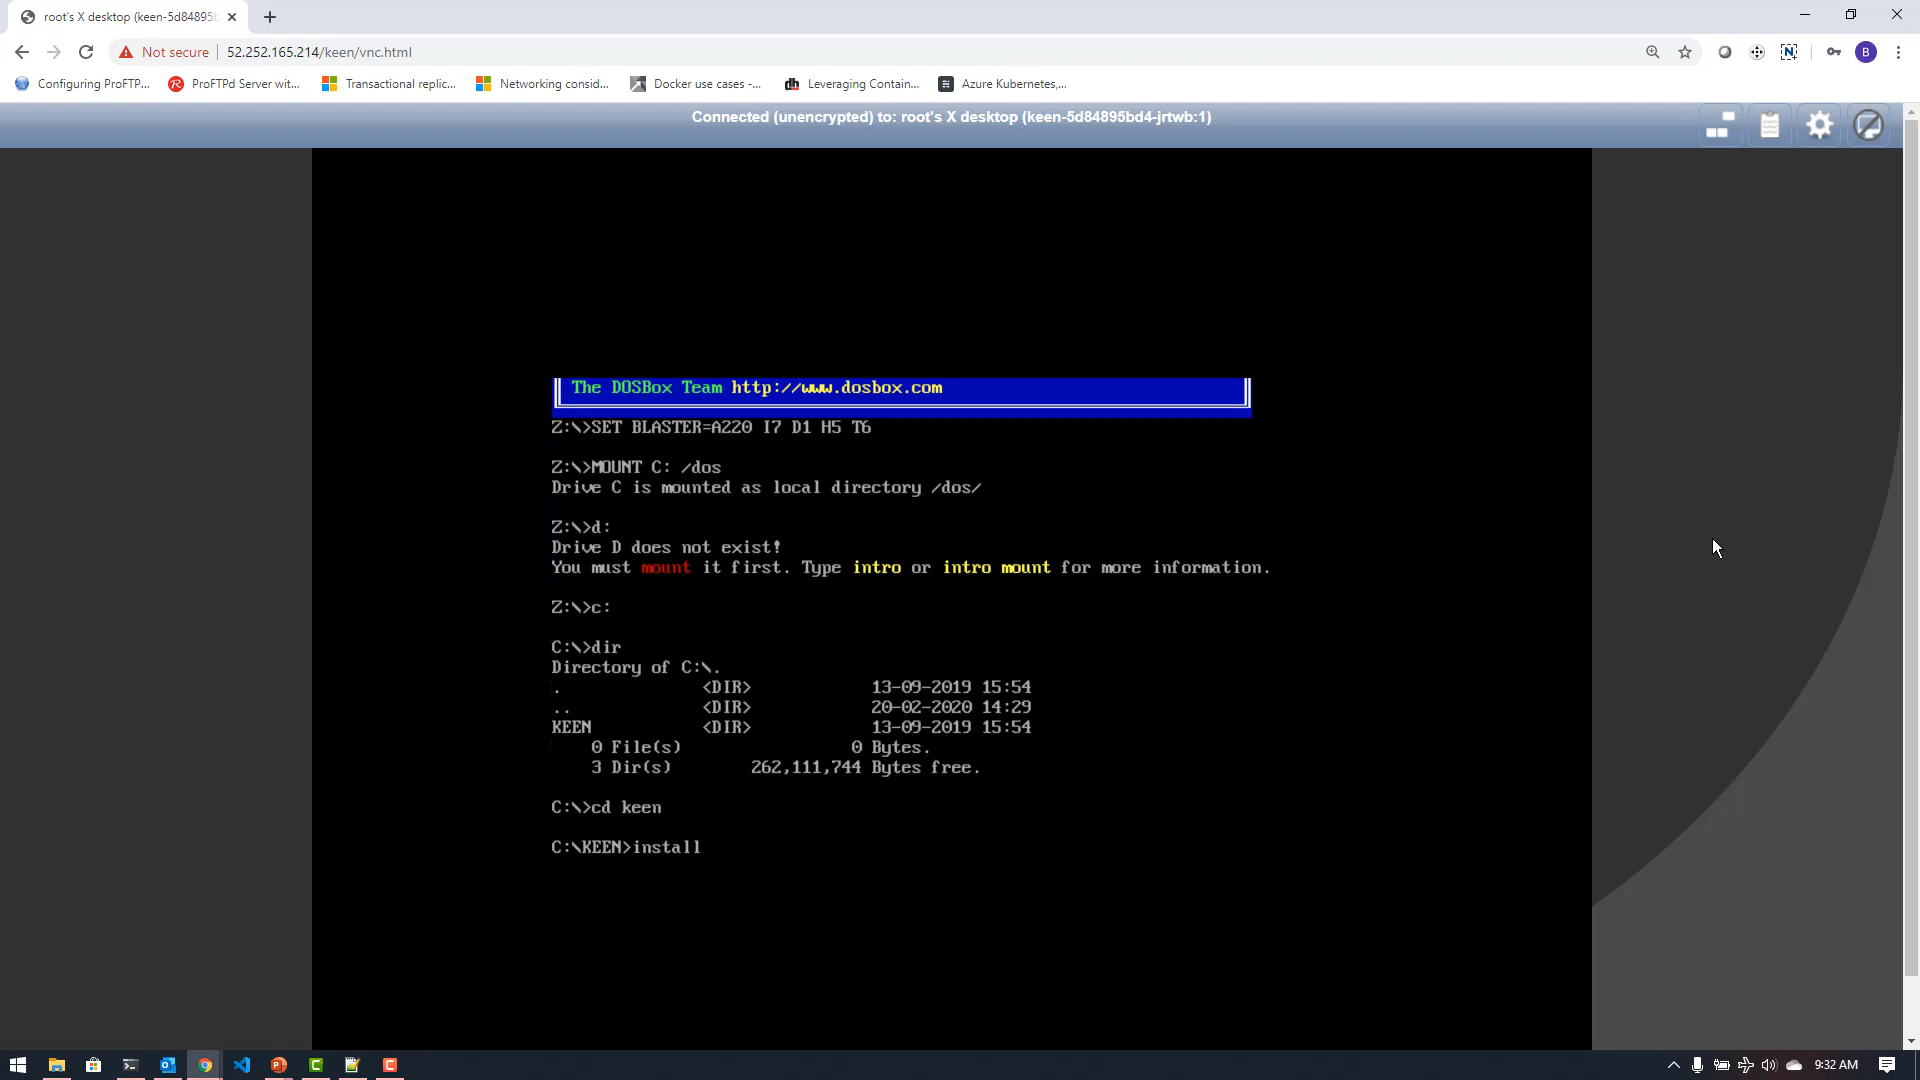 root's X desktop (keen-5d84895b
Not secure
52.252.165.214/keen/vnc.html
B
Configuring ProFTP...
ProFTPd Server wit...
Transactional replic...
Networking consid...
Docker use cases -...
Leveraging Contain...
Azure Kubernetes,...
Connected (unencrypted) to: root's X desktop (keen-5d84895bd4-jrtwb:1)
The DOSBox Team http://www.dosbox.com
Z:\>SET BLASTER=A220 I7 D1 H5 T6
Z:\>MOUNT C: /dos
Drive C is mounted as local directory /dos/
Z:\>d:
Drive D does not exist!
You must mount it first. Type intro or intro mount for more information.
Z:\>c:
C:\>dir
Directory of C:\.
. <DIR> 13-09-2019 15:54
.. <DIR> 20-02-2020 14:29
KEEN <DIR> 13-09-2019 15:54
0 File(s) 0 Bytes.
3 Dir(s) 262,111,744 Bytes free.
C:\>cd keen
C:\KEEN>install
9:32 AM